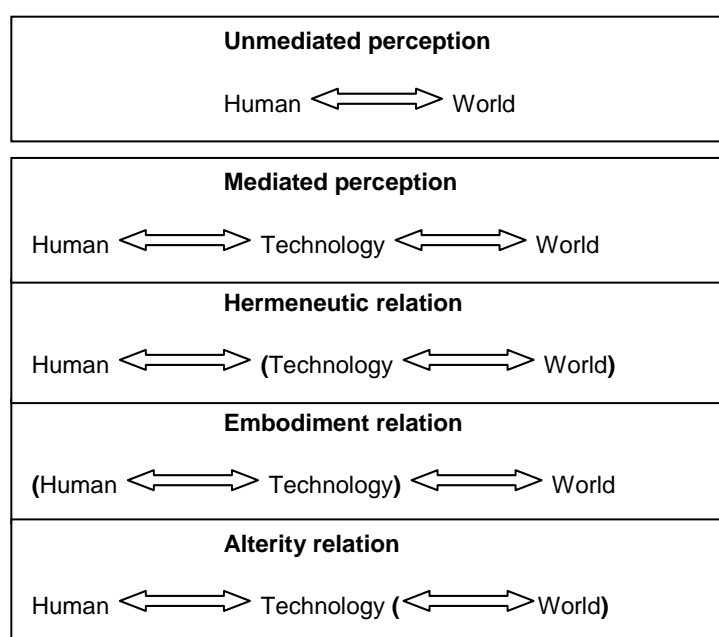 Unmediated perception
Human ⟺ World
Mediated perception
Human ⟺ Technology ⟺ World
Hermeneutic relation
Human ⟺ (Technology ⟺ World)
Embodiment relation
(Human ⟺ Technology) ⟺ World
Alterity relation
Human ⟺ Technology (⟺ World)